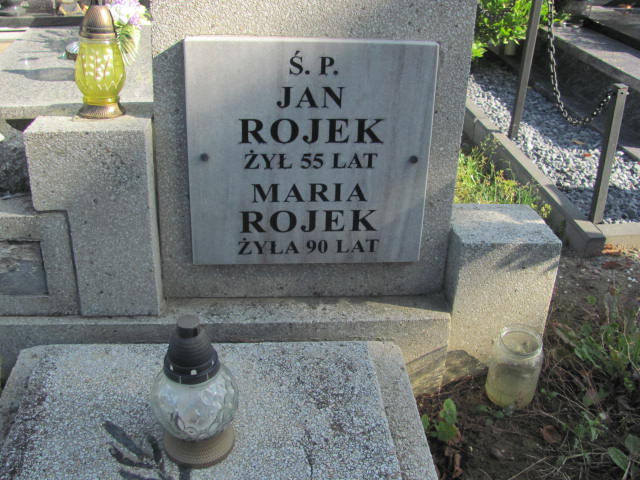 Ś. P.
JAN
ROJEK
ŻYŁ 55 LAT
MARIA
ROJEK
ŻYŁA 90 LAT